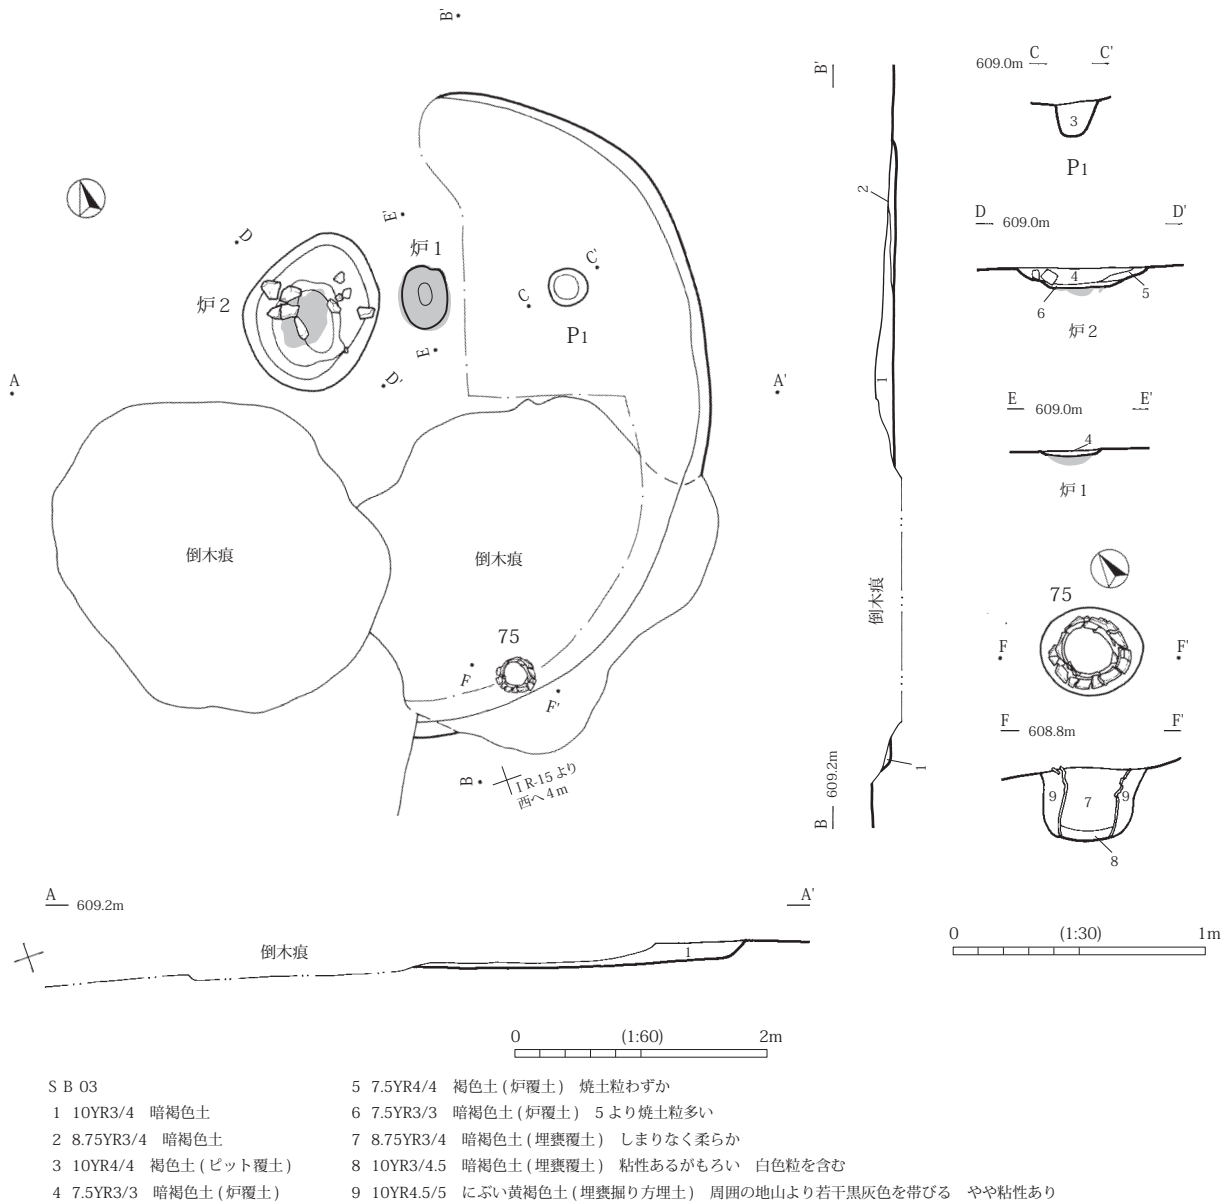 B'
B'
C
C'
609.0m
3
P1
E'
炉 1
D
C'
C
炉 2
P1
E
D'
A
A'
2
1
D
609.0m
D'
4
5
6
炉 2
E
609.0m
E'
4
炉 1
倒木痕
倒木痕
倒木痕
75
F
F'
75
F
F'
B
I R-15 より
西へ 4 m
B
609.2m
1
F
608.8m
F'
9
7
9
8
A
609.2m
A'
倒木痕
1
0
(1:30)
1m
0
(1:60)
2m
S B 03
1 10YR3/4 暗褐色土
2 8.75YR3/4 暗褐色土
3 10YR4/4 褐色土 ( ピット覆土 )
4 7.5YR3/3 暗褐色土 ( 炉覆土 )
5 7.5YR4/4 褐色土 ( 炉覆土 ) 焼土粒わずか
6 7.5YR3/3 暗褐色土 ( 炉覆土 ) 5 より焼土粒多い
7 8.75YR3/4 暗褐色土 ( 埋甕覆土 ) しまりなく柔らか
8 10YR3/4.5 暗褐色土 ( 埋甕覆土 ) 粘性あるがもろい 白色粒を含む
9 10YR4.5/5 にぶい黄褐色土 ( 埋甕掘り方埋土 ) 周囲の地山より若干黒灰色を帯びる やや粘性あり